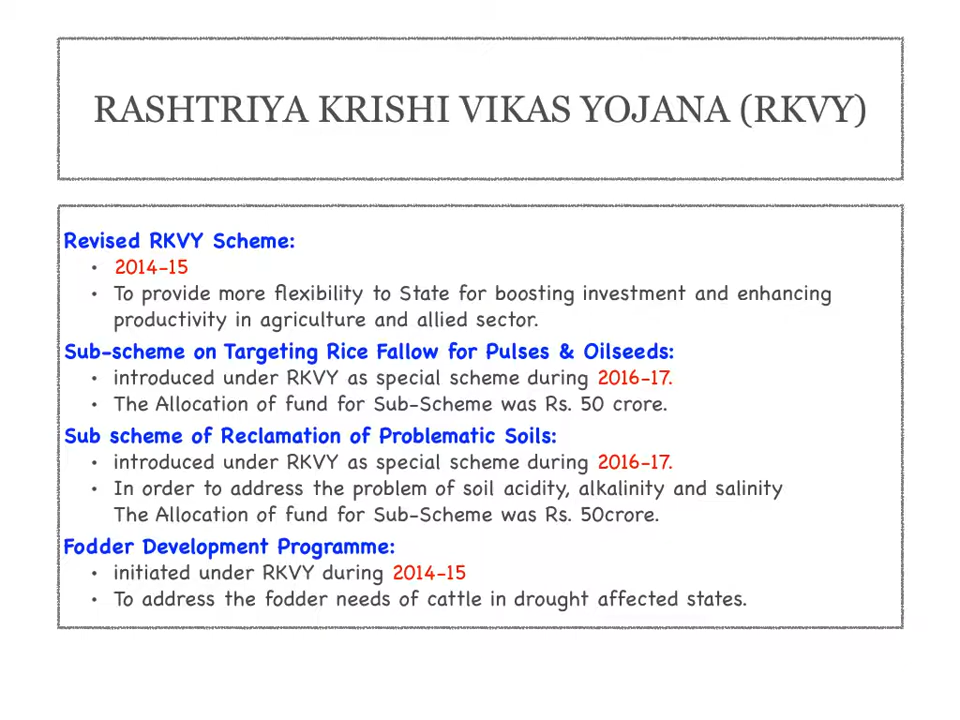 RASHTRIYA KRISHI VIKAS YOJANA (RKVY)
Revised RKVY Scheme:
• 2014-15
• To provide more flexibility to State for boosting investment and enhancing
productivity in agriculture and allied sector.
Sub-scheme on Targeting Rice Fallow for Pulses & Oilseeds:
• introduced under RKVY as special scheme during 2016-17.
• The Allocation of fund for Sub-Scheme was Rs. 50 crore.
Sub scheme of Reclamation of Problematic Soils:
• introduced under RKVY as special scheme during 2016-17.
• In order to address the problem of soil acidity, alkalinity and salinity
The Allocation of fund for Sub-Scheme was Rs. 50crore.
Fodder Development Programme:
• initiated under RKVY during 2014-15
• To address the fodder needs of cattle in drought affected states.